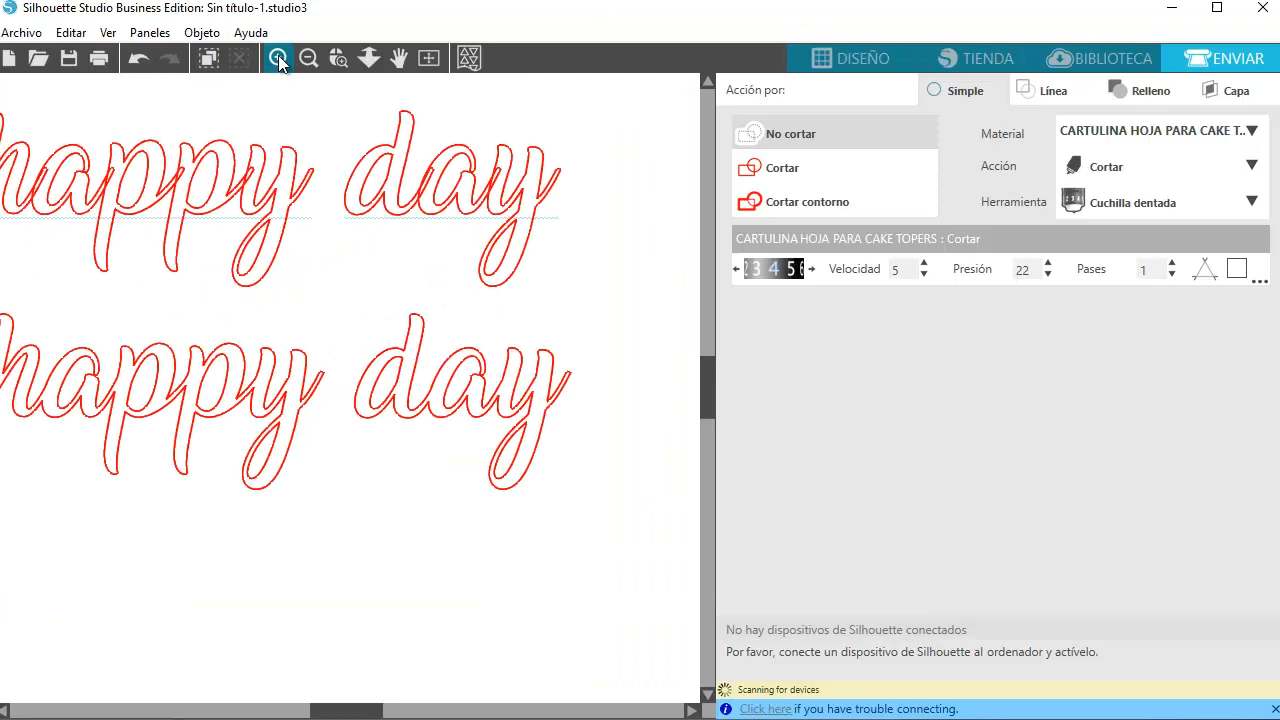 Silhouette Studio Business Edition: Sin título-1.studio3
Archivo Editar Ver Paneles Objeto Ayuda
DISEÑO TIENDA BIBLIOTECA ENVIAR
Acción por: Simple Línea Relleno Capa
No cortar
Cortar
Cortar contorno
Material CARTULINA HOJA PARA CAKE T..
Acción Cortar
Herramienta Cuchilla dentada
CARTULINA HOJA PARA CAKE TOPERS : Cortar
3 4 5 Velocidad 5 Presión 22 Pases 1 ...
happy day
happy day
No hay dispositivos de Silhouette conectados
Por favor, conecte un dispositivo de Silhouette al ordenador y actívelo.
Scanning for devices
Click here if you have trouble connecting.